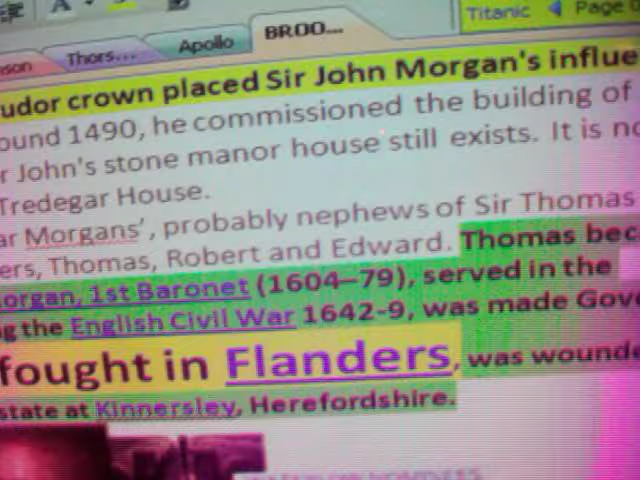 Titanic Page
son Thors... Apollo BROO...
udor crown placed Sir John Morgan's influe
ound 1490, he commissioned the building of
r John's stone manor house still exists. It is no
Tredegar House.
ar Morgans', probably nephews of Sir Thomas
ers, Thomas, Robert and Edward. Thomas bec
organ, 1st Baronet (1604–79), served in the
g the English Civil War 1642-9, was made Gove
fought in Flanders, was wounde
state at Kinnersley, Herefordshire.